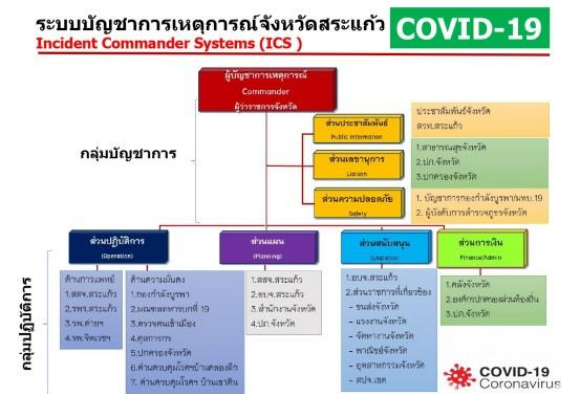 ระบบบัญชาการเหตุการณ์จังหวัดสระแก้ว
COVID-19
Incident Commander Systems (ICS )
ผู้บัญชาการเหตุการณ์
Commander
ผู้ว่าราชการจังหวัด
กลุ่มบัญชาการ
ส่วนประชาสัมพันธ์
Public Information
ประชาสัมพันธ์จังหวัด
สวท.สระแก้ว
ส่วนเลขานุการ
Liaison
1.สาธารณสุขจังหวัด
2.ปภ.จังหวัด
3.ปกครองจังหวัด
ส่วนความปลอดภัย
Safety
1. บัญชาการกองกำลังบูรพา/มทบ.19
2. ผู้บังคับการตำรวจภูธรจังหวัด
กลุ่มปฏิบัติการ
ส่วนปฏิบัติการ
(Operation)
ด้านการแพทย์
1.สสจ.สระแก้ว
2.รพร.สระแก้ว
3.รพ.ค่ายฯ
4.รพ.จิตเวชฯ
ด้านความมั่นคง
1.กองกำลังบูรพา
2.มณฑลทหารบกที่ 19
3.ตรวจคนเข้าเมือง
4.ศุลกากร
5.ปกครองจังหวัด
6.ด่านควบคุมโรคฯบ้านคลองลึก
7. ด่านควบคุมโรคฯ บ้านเขาดิน
ส่วนแผน
(Planning)
1.สสจ.สระแก้ว
2.อบจ.สระแก้ว
3.สำนักงานจังหวัด
4.ปภ.จังหวัด
ส่วนสนับสนุน
(Logistics)
1.อบจ.สระแก้ว
2.ส่วนราชการที่เกี่ยวข้อง
- ขนส่งจังหวัด
- แรงงานจังหวัด
- จัดหางานจังหวัด
- พาณิชย์จังหวัด
- อุตสาหกรรมจังหวัด
- สปจ.เขต
ส่วนการเงิน
Finance/Admin
1.คลังจังหวัด
2.องค์กรปกครองส่วนท้องถิ่น
3.ปภ.จังหวัด
COVID-19
Coronavirus